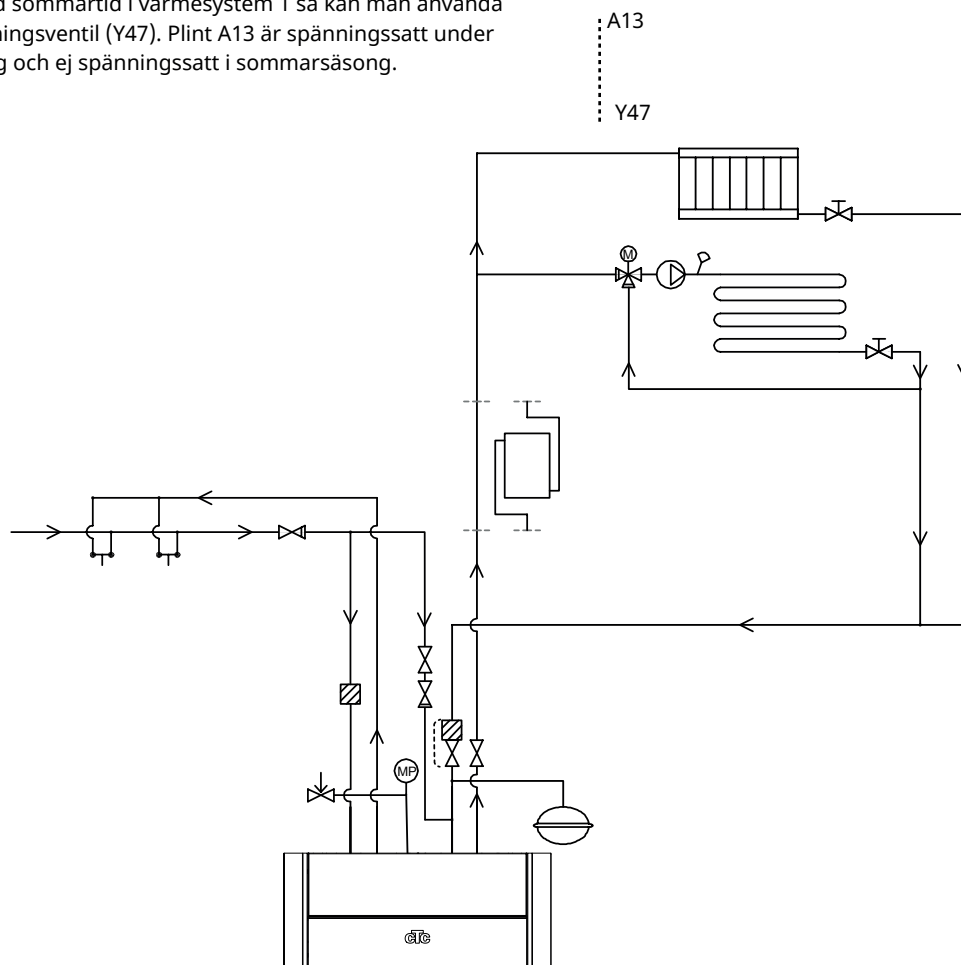 d sommartid i värmesystem 1 så kan man använda
ningsventil (Y47). Plint A13 är spänningssatt under
g och ej spänningssatt i sommarsäsong.
A13
Y47
M
MP
CTC